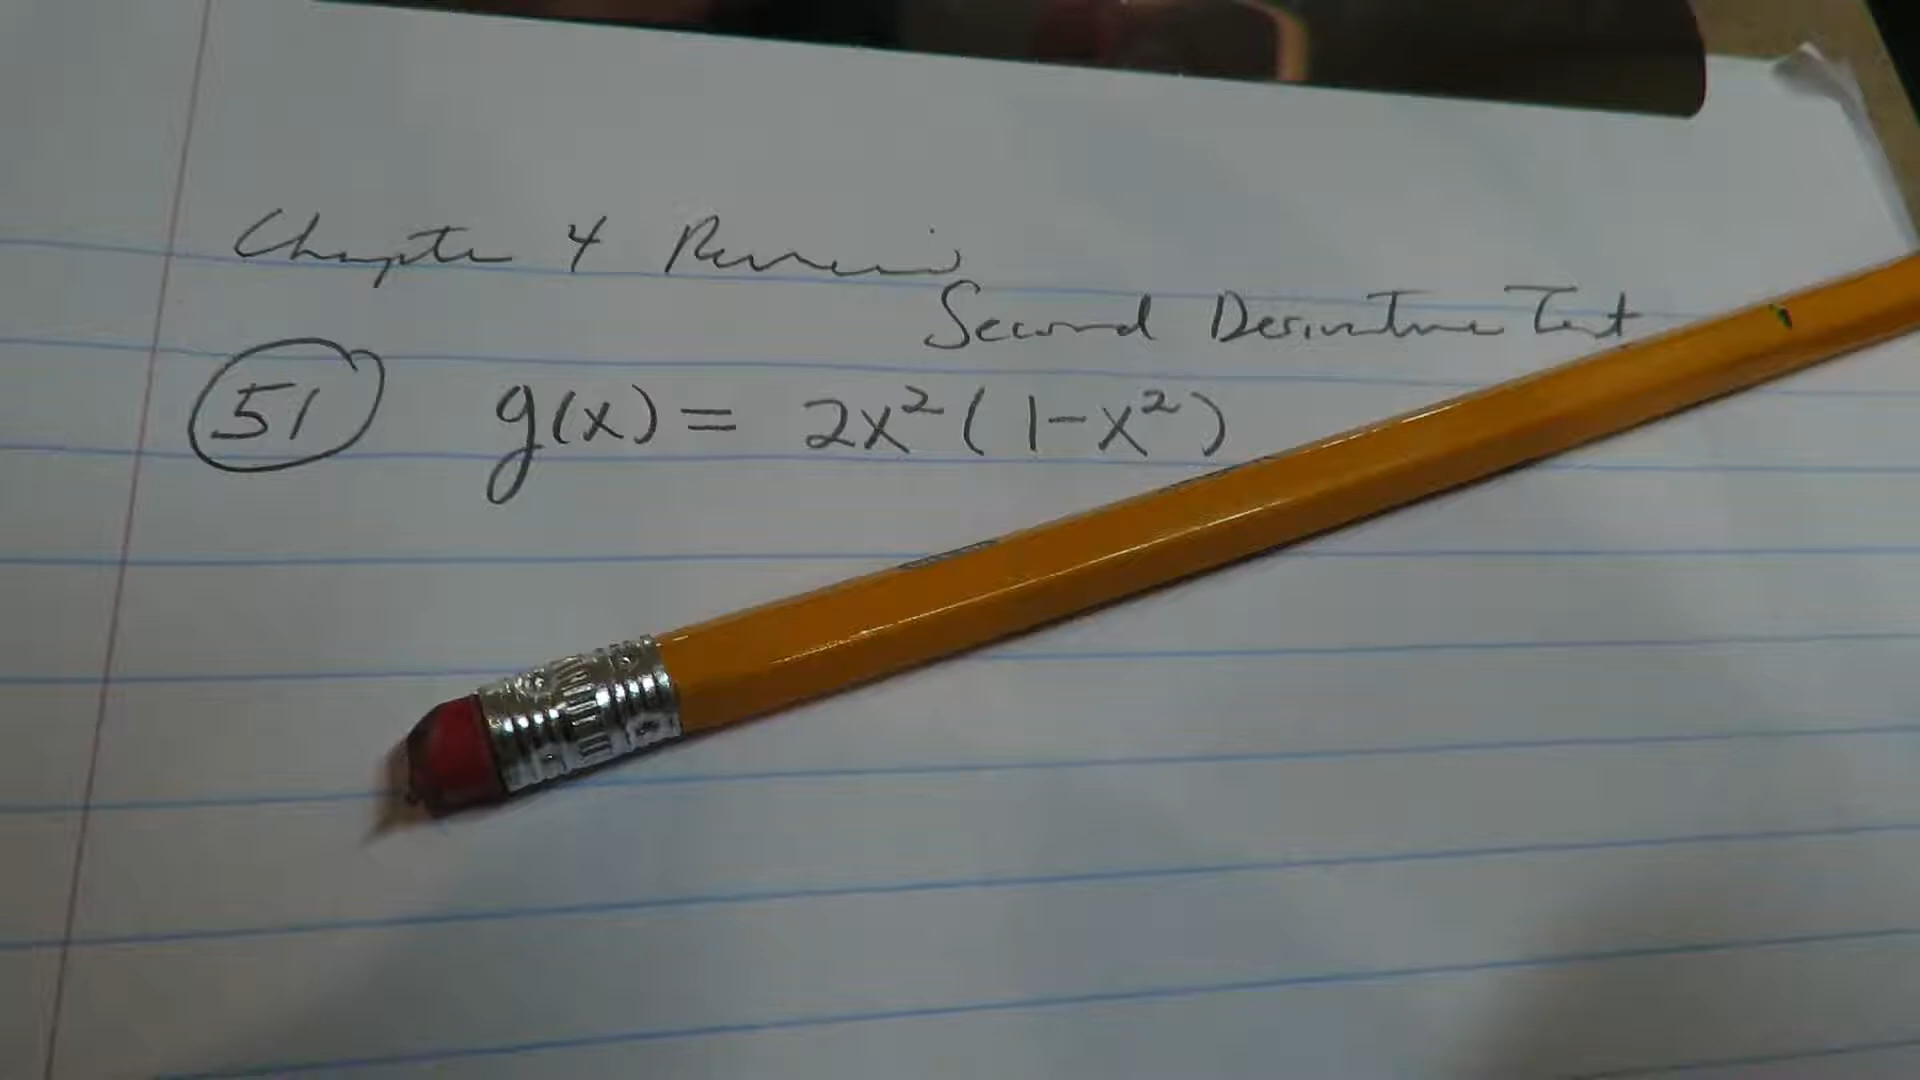 Chapter 4 Review
Second Derivative Test
51 g(x) = 2x²(1-x²)